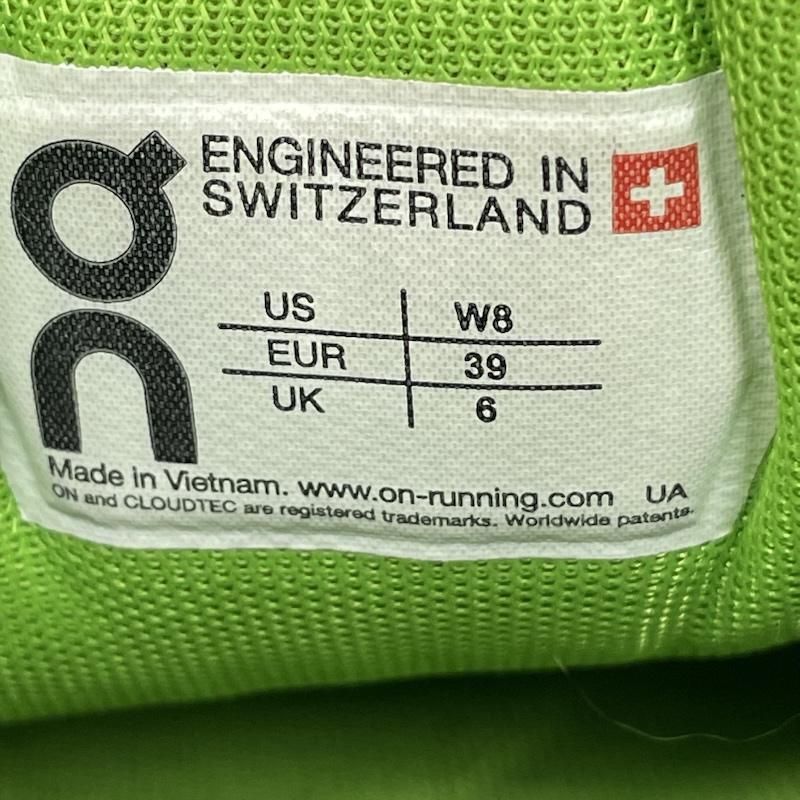 On
ENGINEERED IN
SWITZERLAND
US W8
EUR 39
UK 6
Made in Vietnam. www.on-running.com UA
ON and CLOUDTEC are registered trademarks. Worldwide patents.